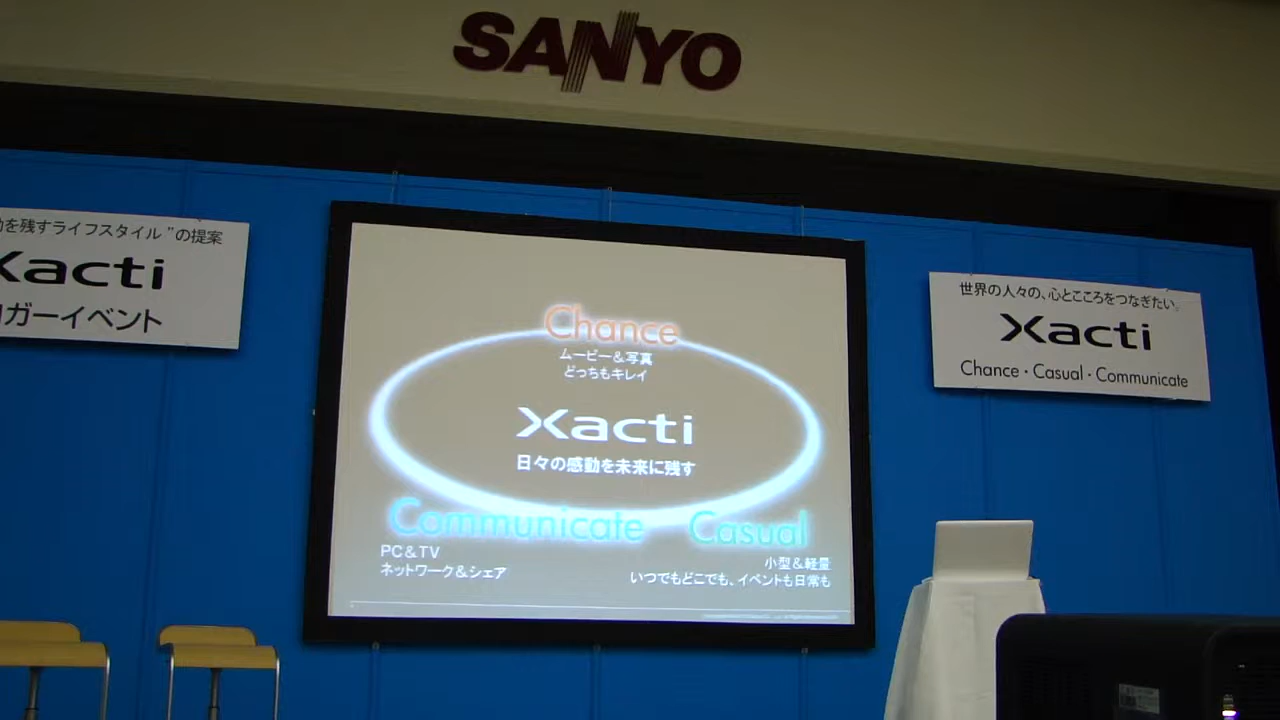 SANYO
動を残すライフスタイル”の提案
Xacti
ロガーイベント
Chance
ムービー＆写真
どっちもキレイ
Xacti
日々の感動を未来に残す
Communicate
PC＆TV
ネットワーク＆シェア
Casual
小型＆軽量
いつでもどこでも、イベントも日常も
世界の人々の、心とこころをつなぎたい。
Xacti
Chance・Casual・Communicate